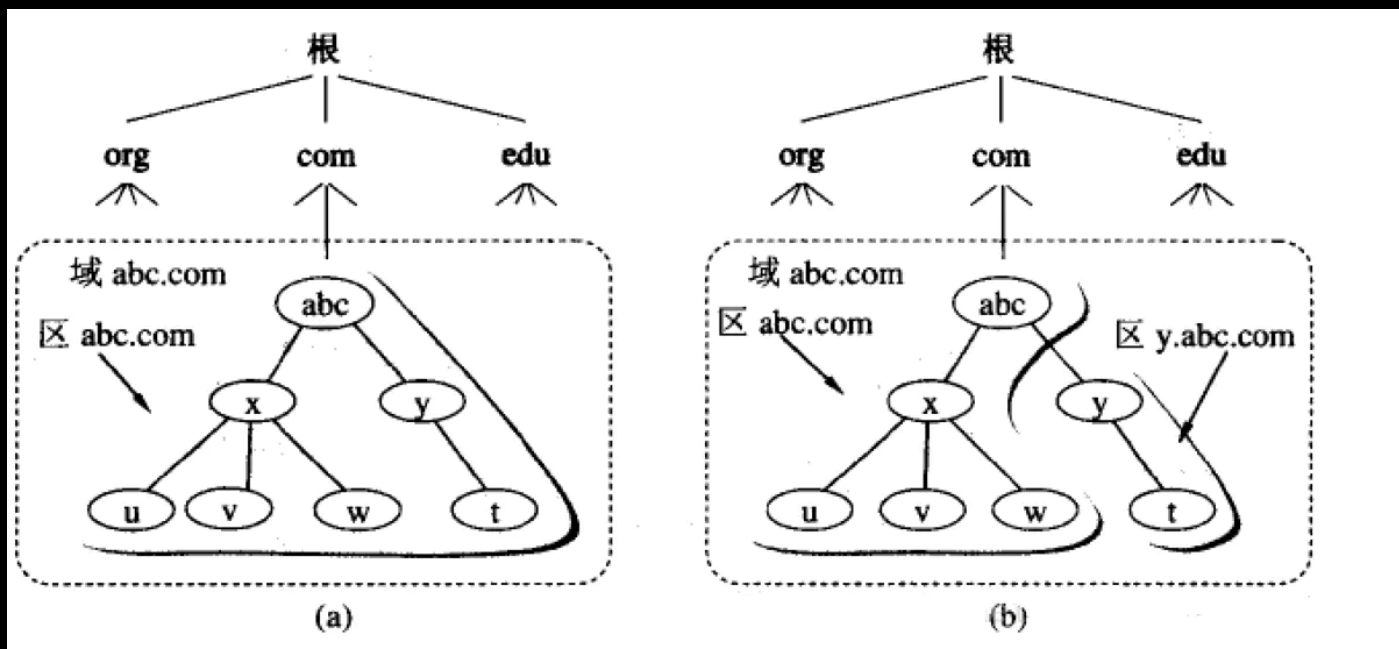 根
org com edu
域 abc.com
abc
区 abc.com
x y
u v w t
(a)
根
org com edu
域 abc.com
abc
区 abc.com
区 y.abc.com
x y
u v w t
(b)